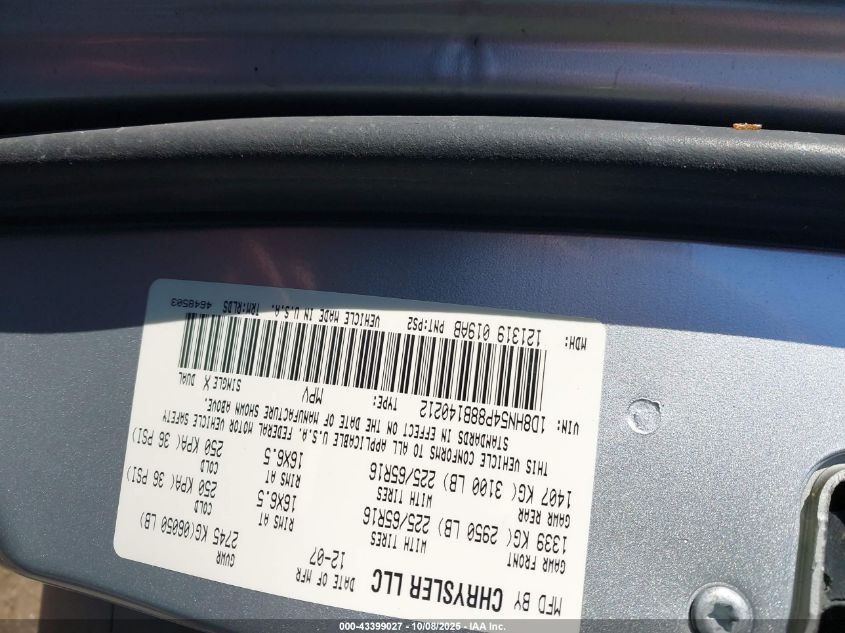 MFD BY CHRYSLER LLC
DATE OF MFR
12-07
GVWR
2745 KG(06050 LB)
GAWR FRONT WITH TIRES RIMS AT COLD
1339 KG( 2950 LB) 225/65R16 16X6.5 250 KPA( 36 PSI)
GAWR REAR WITH TIRES RIMS AT COLD
1407 KG( 3100 LB) 225/65R16 16X6.5 250 KPA( 36 PSI)
THIS VEHICLE CONFORMS TO ALL APPLICABLE U.S.A. FEDERAL MOTOR VEHICLE SAFETY
STANDARDS IN EFFECT ON THE DATE OF MANUFACTURE SHOWN ABOVE.
VIN: 1D8HN54P88B140212 TYPE: MPV SINGLE X DUAL
MDH: 121319 019AB PNT:PS2 VEHICLE MADE IN U.S.A. TRM:RLDS 4648503
000-43399027 - 10/08/2025 - © IAA Holdings, LLC